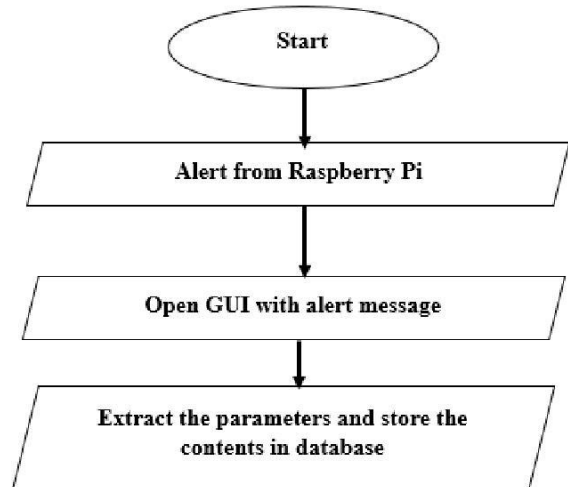 Start
Alert from Raspberry Pi
Open GUI with alert message
Extract the parameters and store the
contents in database